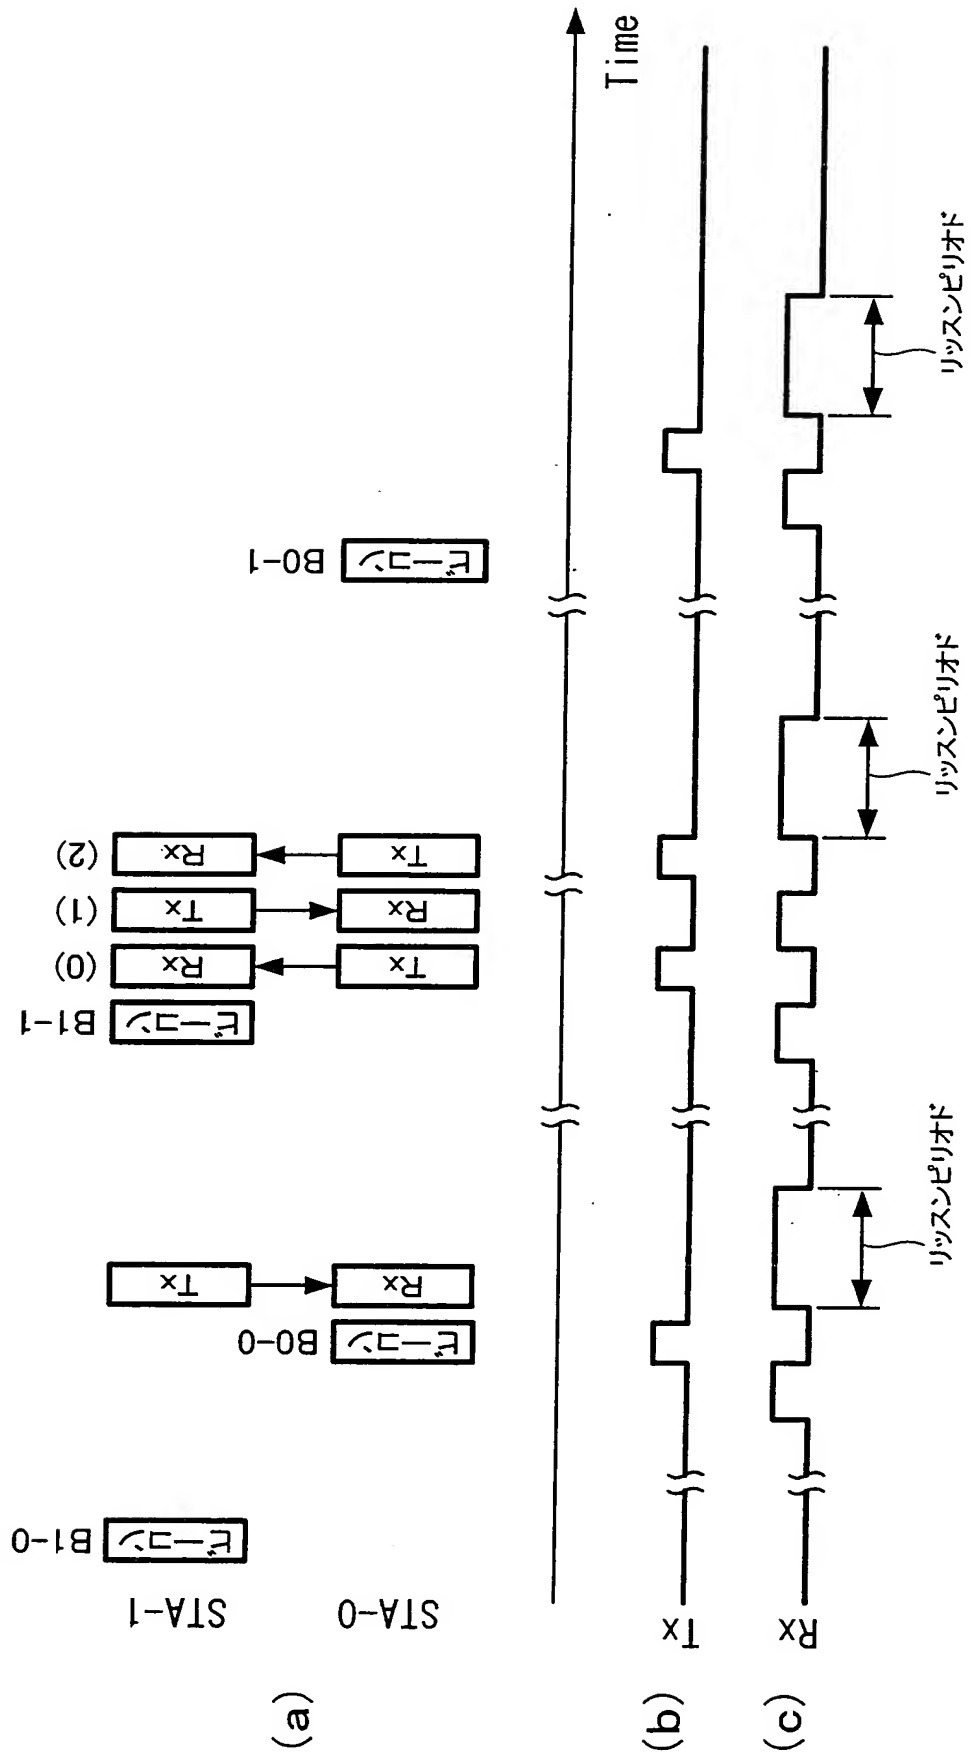 (a)
STA-1
STA-0
B1-0
ビーコン
B0-0
ビーコン
Tx
Rx
B1-1
ビーコン
(0)
Rx
Tx
(1)
Tx
Rx
(2)
Rx
Tx
B0-1
ビーコン
Time
(b)
Tx
(c)
Rx
リッスンピリオド
リッスンピリオド
リッスンピリオド